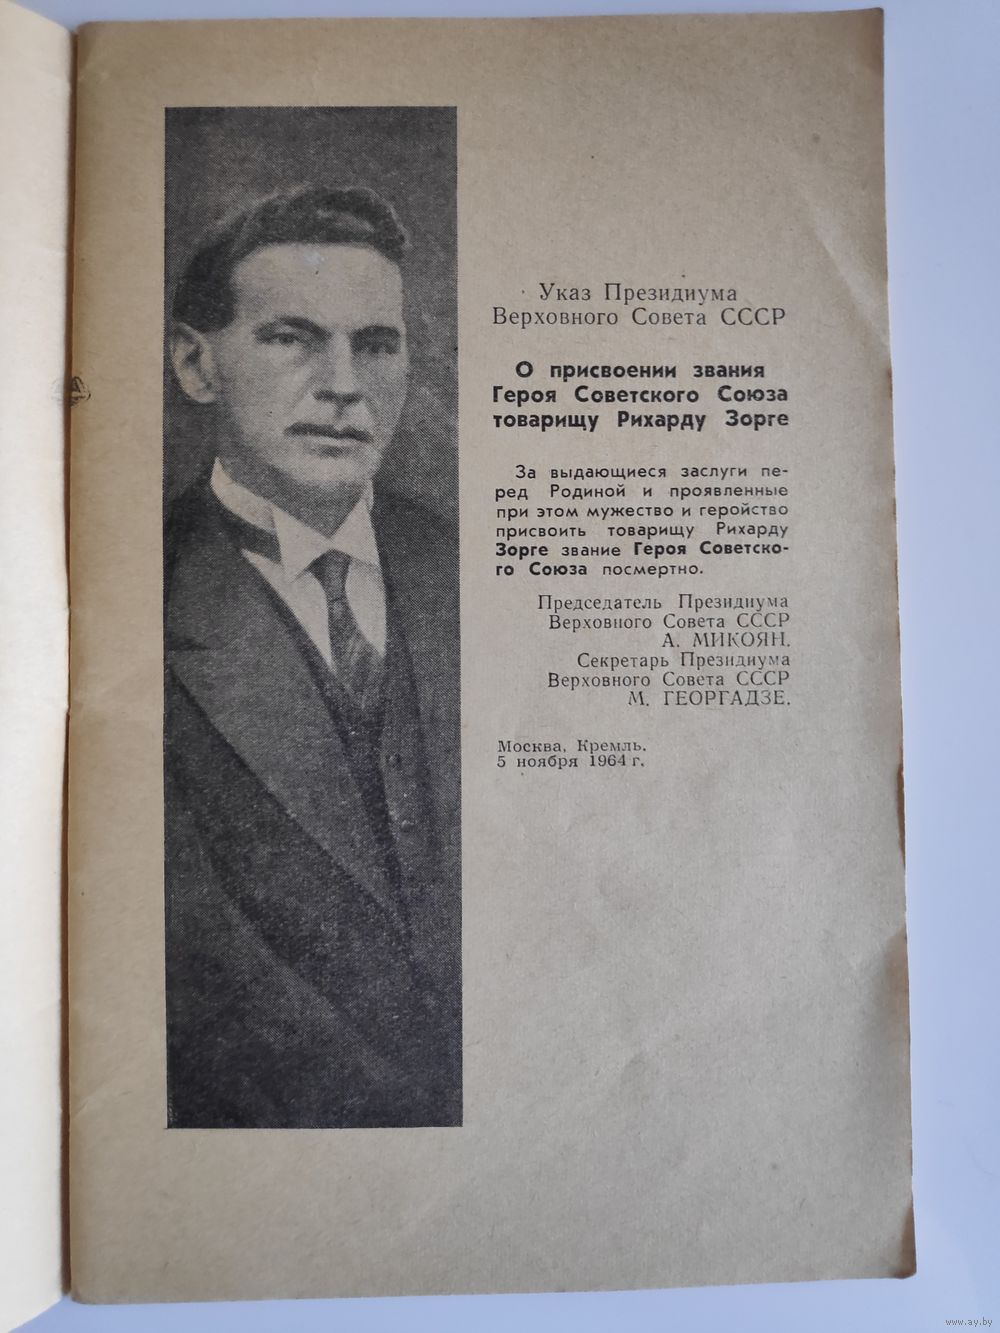 Указ Президиума
Верховного Совета СССР
О присвоении звания
Героя Советского Союза
товарищу Рихарду Зорге
За выдающиеся заслуги пе-
ред Родиной и проявленные
при этом мужество и геройство
присвоить товарищу Рихарду
Зорге звание Героя Советско-
го Союза посмертно.
Председатель Президиума
Верховного Совета СССР
А. МИКОЯН.
Секретарь Президиума
Верховного Совета СССР
М. ГЕОРГАДЗЕ.
Москва, Кремль.
5 ноября 1964 г.
www.ay.by